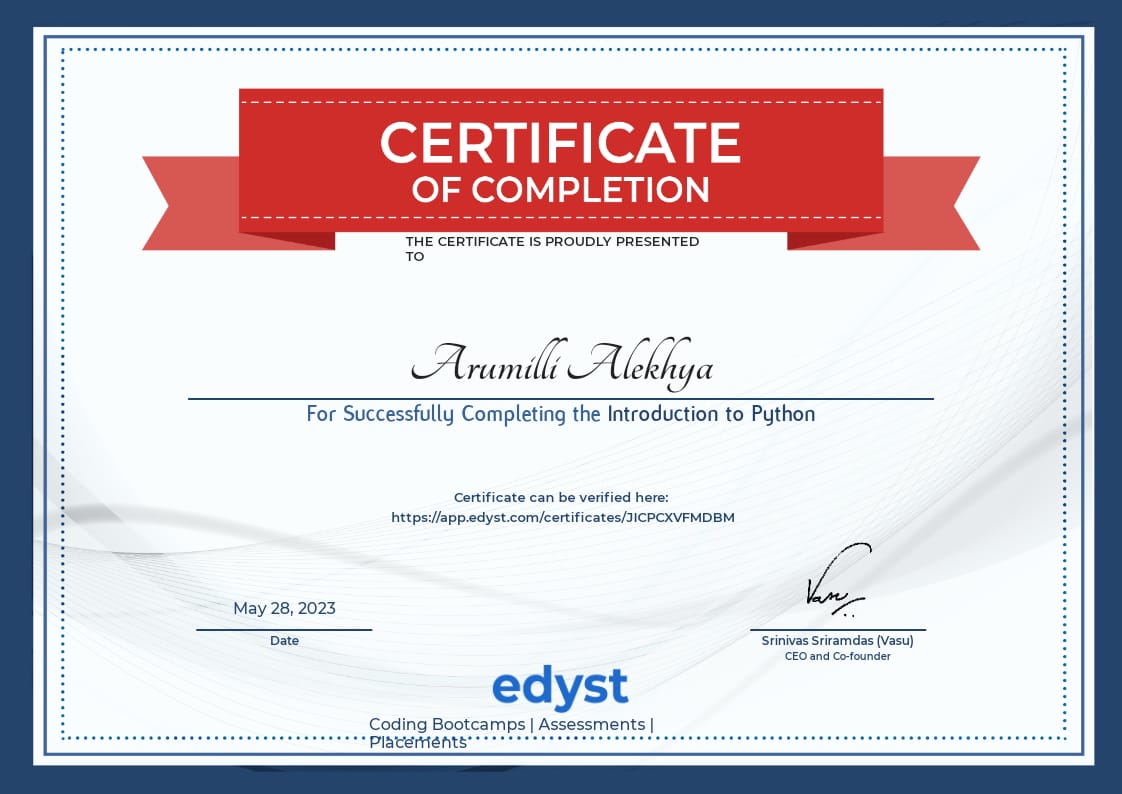 CERTIFICATE
OF COMPLETION
THE CERTIFICATE IS PROUDLY PRESENTED
TO
Arumilli Alekhya
For Successfully Completing the Introduction to Python
Certificate can be verified here:
https://app.edyst.com/certificates/JICPCXVFMDBM
Vasu
May 28, 2023
Date
Srinivas Sriramdas (Vasu)
CEO and Co-founder
edyst
Coding Bootcamps | Assessments |
Placements